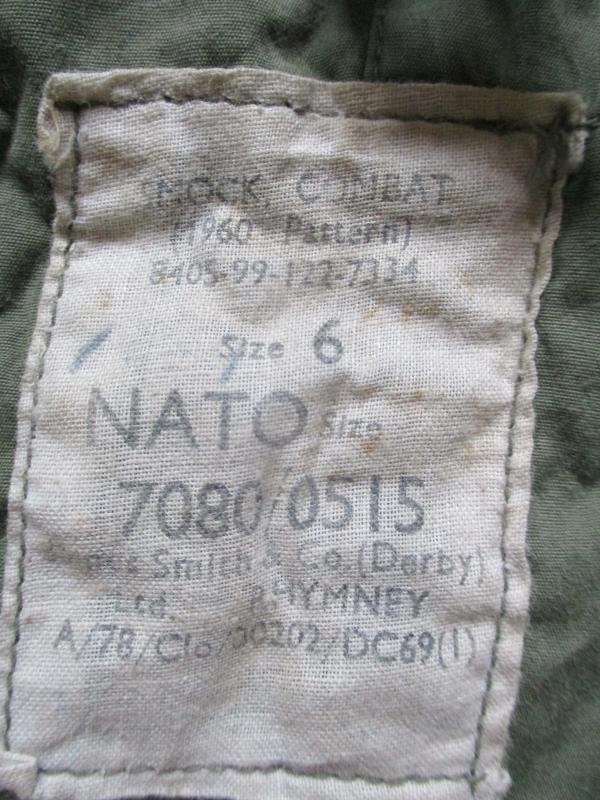 SMOCK, COMBAT
(1960 Pattern)
8405-99-122-7334
Size 6
NATO Size
7080/0515
Smith & Co. (Derby)
Ltd. RHYMNEY
A/78/Clo/00202/DC69(1)